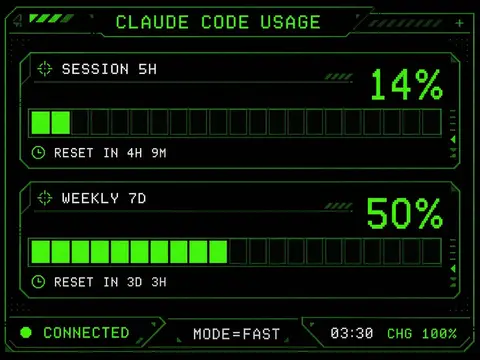 CLAUDE CODE USAGE
SESSION 5H
14%
RESET IN 4H 9M
WEEKLY 7D
50%
RESET IN 3D 3H
CONNECTED
MODE=FAST
03:30 CHG 100%